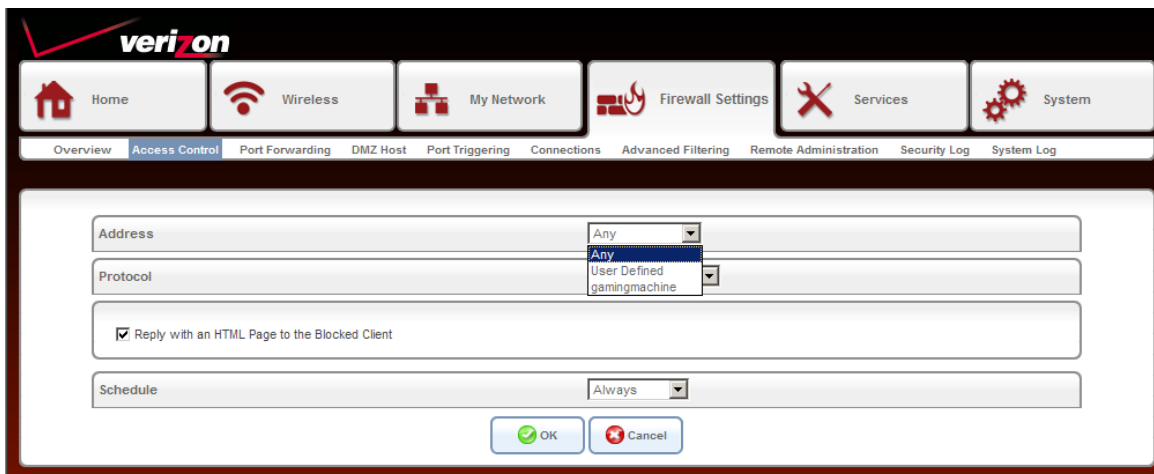 verizon
Home
Wireless
My Network
Firewall Settings
Services
System
Overview Access Control Port Forwarding DMZ Host Port Triggering Connections Advanced Filtering Remote Administration Security Log System Log
Address
Any
Any
User Defined
gamingmachine
Protocol
Reply with an HTML Page to the Blocked Client
Schedule
Always
OK
Cancel